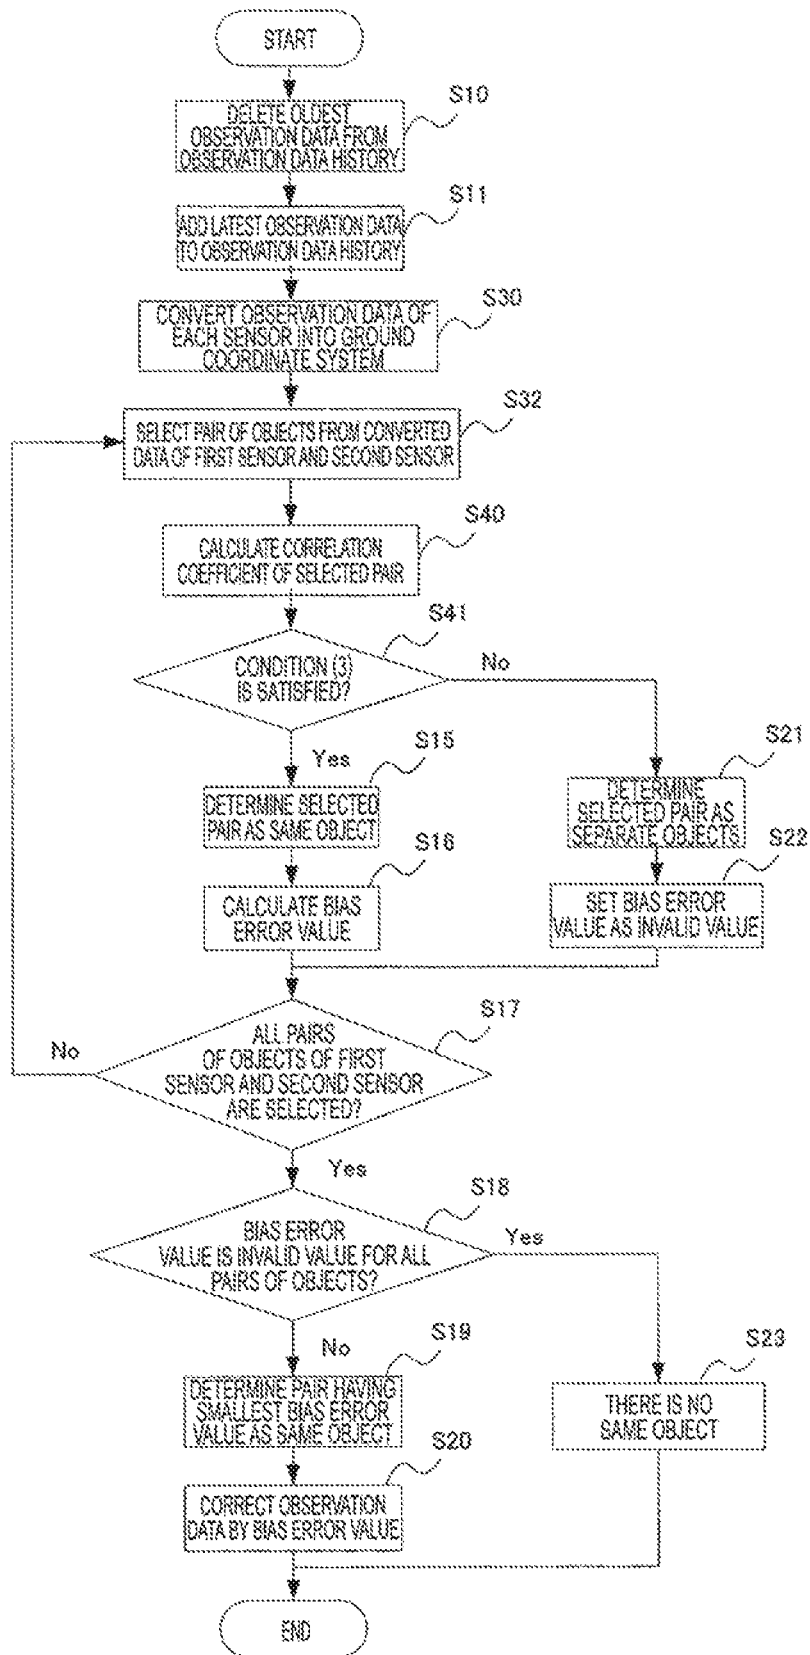 START
S10
DELETE OLDEST
OBSERVATION DATA FROM
OBSERVATION DATA HISTORY
S11
ADD LATEST OBSERVATION DATA
TO OBSERVATION DATA HISTORY
S30
CONVERT OBSERVATION DATA OF
EACH SENSOR INTO GROUND
COORDINATE SYSTEM
S32
SELECT PAIR OF OBJECTS FROM CONVERTED
DATA OF FIRST SENSOR AND SECOND SENSOR
S40
CALCULATE CORRELATION
COEFFICIENT OF SELECTED PAIR
S41
CONDITION (3)
IS SATISFIED?
No
Yes
S15
DETERMINE SELECTED
PAIR AS SAME OBJECT
S21
DETERMINE
SELECTED PAIR AS
SEPARATE OBJECTS
S16
CALCULATE BIAS
ERROR VALUE
S22
SET BIAS ERROR
VALUE AS INVALID VALUE
S17
ALL PAIRS
OF OBJECTS OF FIRST
SENSOR AND SECOND SENSOR
ARE SELECTED?
No
Yes
S18
BIAS ERROR
VALUE IS INVALID VALUE FOR ALL
PAIRS OF OBJECTS?
Yes
No
S19
DETERMINE PAIR HAVING
SMALLEST BIAS ERROR
VALUE AS SAME OBJECT
S23
THERE IS NO
SAME OBJECT
S20
CORRECT OBSERVATION
DATA BY BIAS ERROR VALUE
END